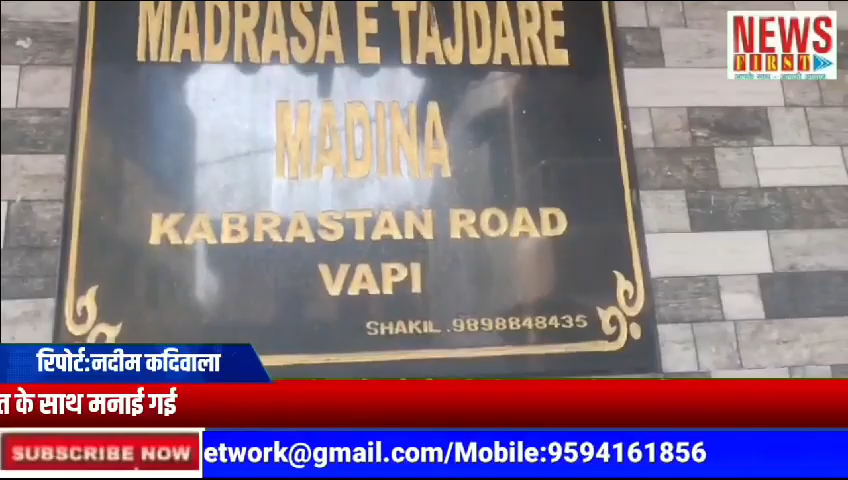 MADRASA E TAJDARE
MADINA
KABRASTAN ROAD
VAPI
SHAKIL .9898848435
NEWS
FIRST
रिपोर्ट:नदीम कदिवाला
के साथ मनाई गई
SUBSCRIBE NOW
etwork@gmail.com/Mobile:9594161856